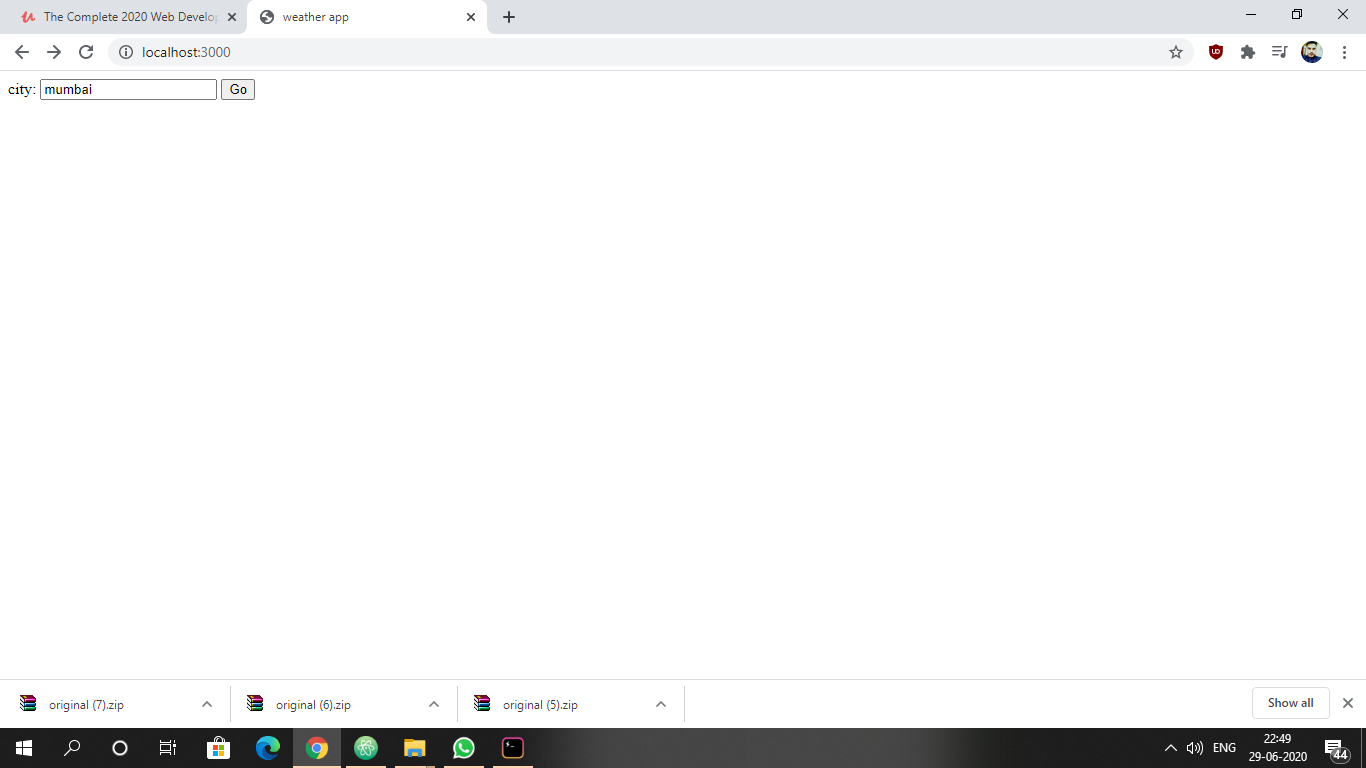 The Complete 2020 Web Develop
weather app
localhost:3000
city: mumbai Go
original (7).zip
original (6).zip
original (5).zip
Show all
ENG
22:49
29-06-2020
44